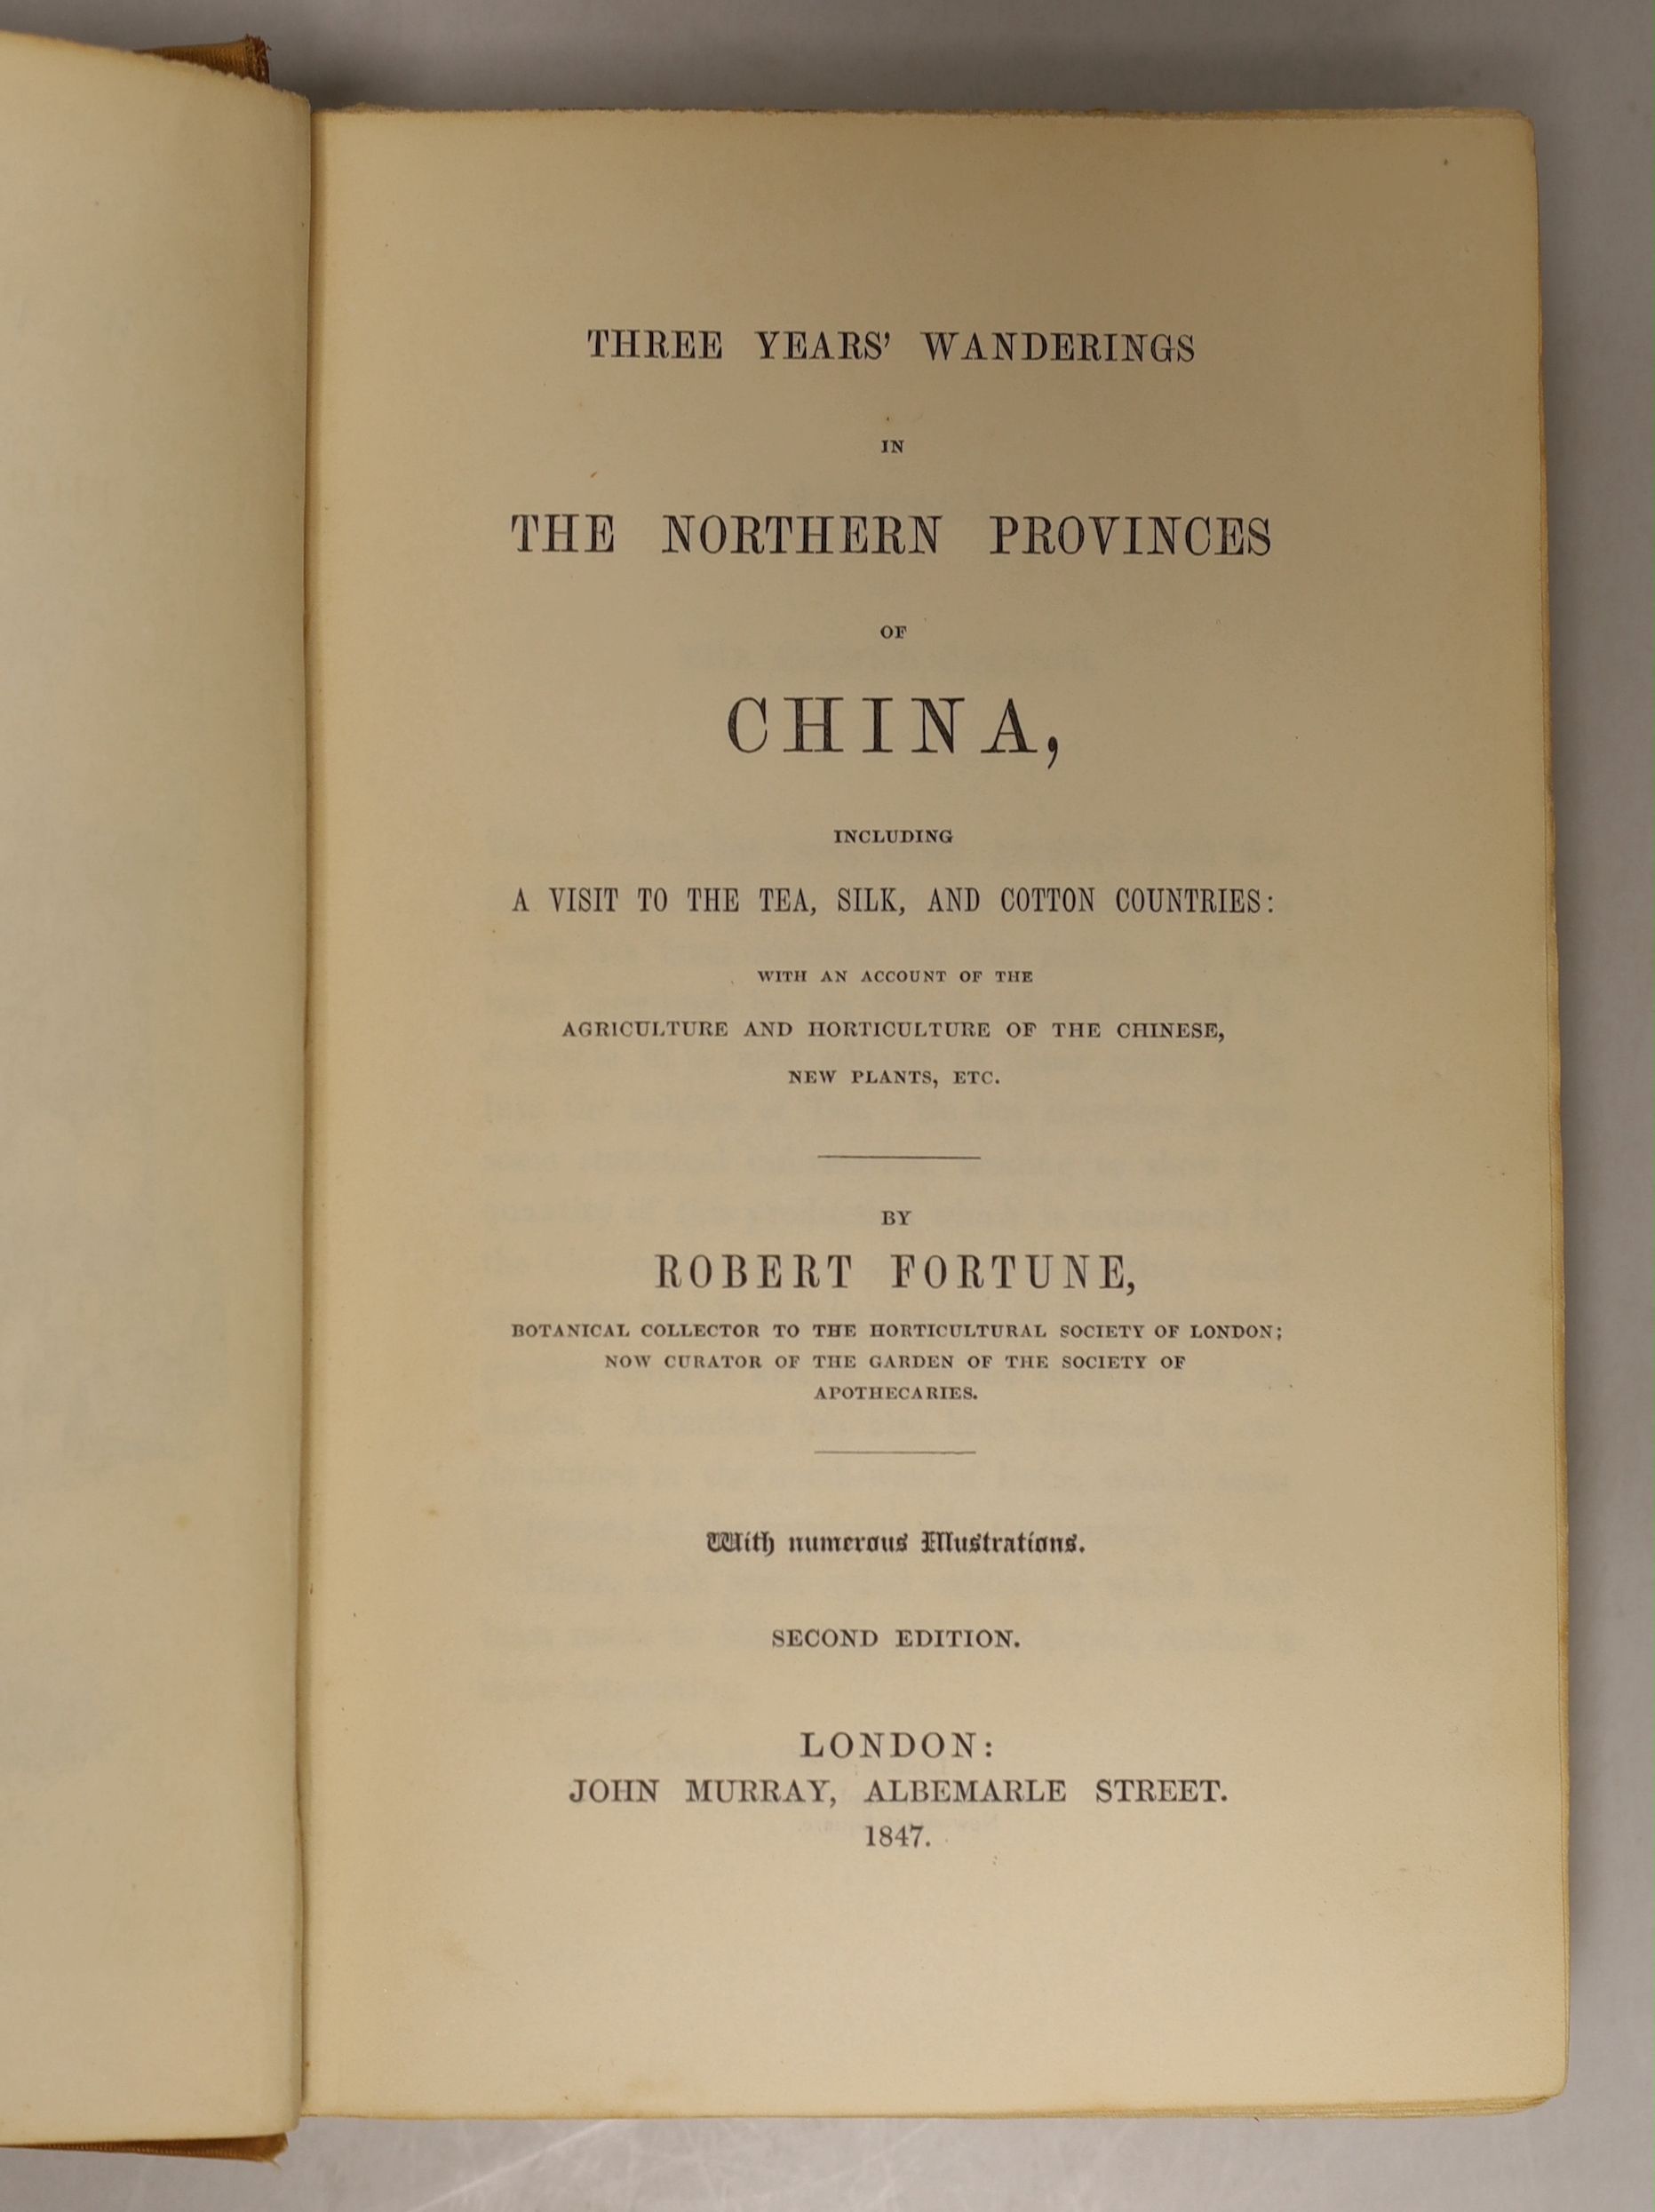 THREE YEARS' WANDERINGS
IN
THE NORTHERN PROVINCES
OF
CHINA,
INCLUDING
A VISIT TO THE TEA, SILK, AND COTTON COUNTRIES:
WITH AN ACCOUNT OF THE
AGRICULTURE AND HORTICULTURE OF THE CHINESE,
NEW PLANTS, ETC.
BY
ROBERT FORTUNE,
BOTANICAL COLLECTOR TO THE HORTICULTURAL SOCIETY OF LONDON;
NOW CURATOR OF THE GARDEN OF THE SOCIETY OF
APOTHECARIES.
With numerous Illustrations.
SECOND EDITION.
LONDON:
JOHN MURRAY, ALBEMARLE STREET.
1847.